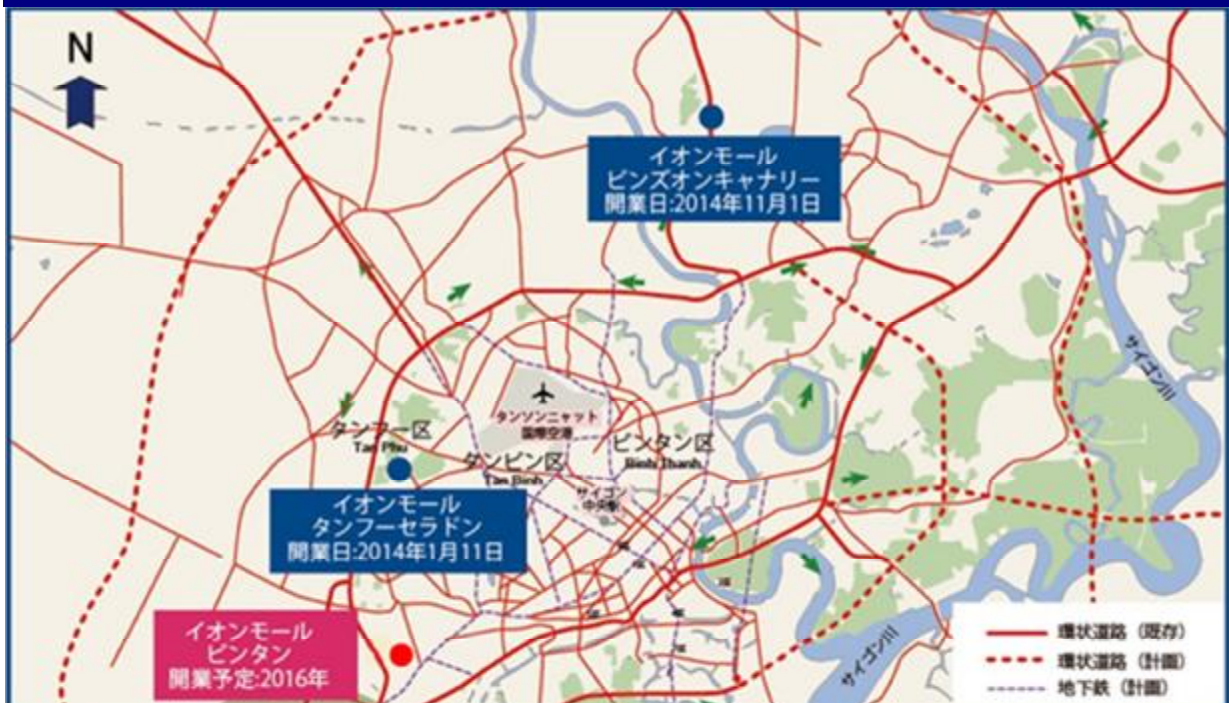 N
イオンモール
ビンズオンキャナリー
開業日:2014年11月1日
サイゴン川
タンソンニャット
国際空港
タンフー区
Tan Phu
ビンタン区
Binh Thanh
タンビン区
Tan Binh
サイゴン
中央駅
イオンモール
タンフーセラドン
開業日:2014年1月11日
イオンモール
ビンタン
開業予定:2016年
サイゴン川
環状道路(既存)
環状道路(計画)
地下鉄(計画)